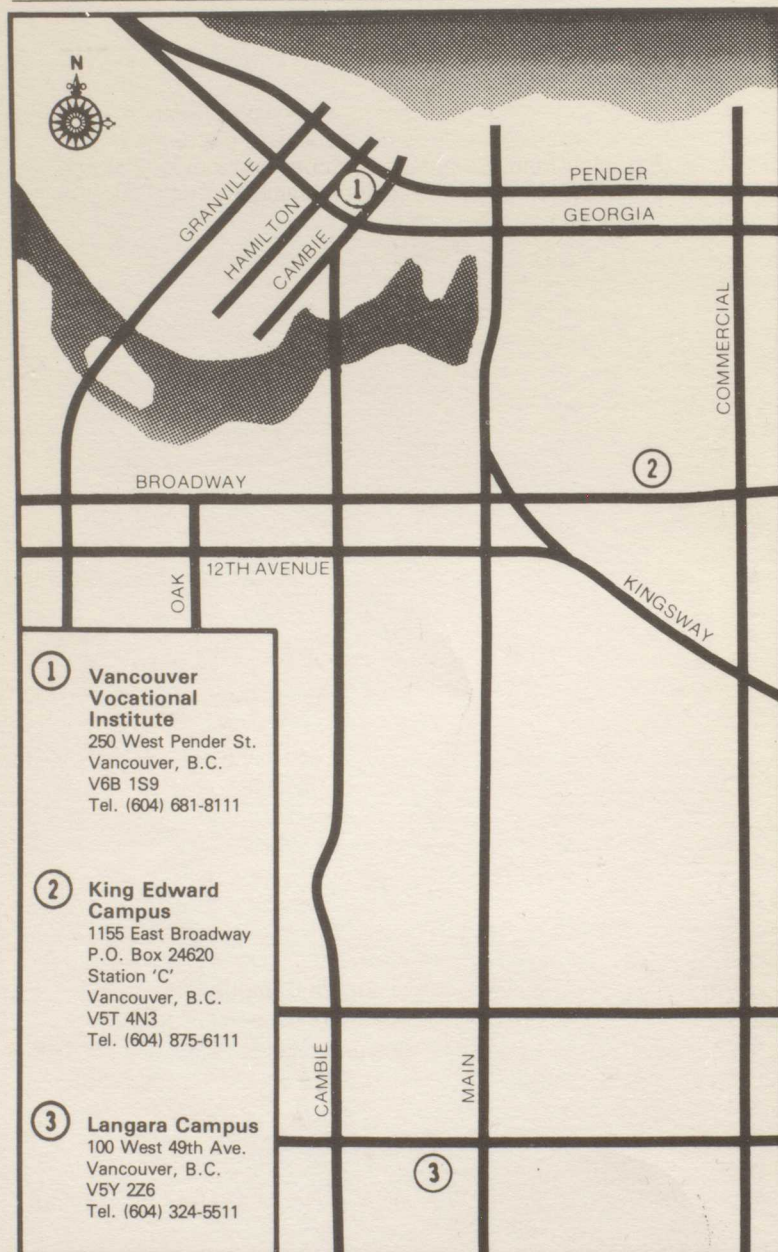 N
GRANVILLE
HAMILTON
CAMBIE
1
PENDER
GEORGIA
COMMERCIAL
2
BROADWAY
12TH AVENUE
OAK
KINGSWAY
1 Vancouver
Vocational
Institute
250 West Pender St.
Vancouver, B.C.
V6B 1S9
Tel. (604) 681-8111
2 King Edward
Campus
1155 East Broadway
P.O. Box 24620
Station 'C'
Vancouver, B.C.
V5T 4N3
Tel. (604) 875-6111
3 Langara Campus
100 West 49th Ave.
Vancouver, B.C.
V5Y 2Z6
Tel. (604) 324-5511
CAMBIE
MAIN
3